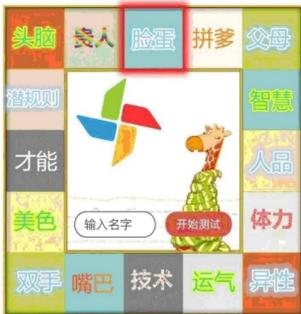 头脑 贵人 脸蛋 拼爹 父母
潜规则 智慧
才能 人品
美色 体力
输入名字 开始测试
双手 嘴巴 技术 运气 异性